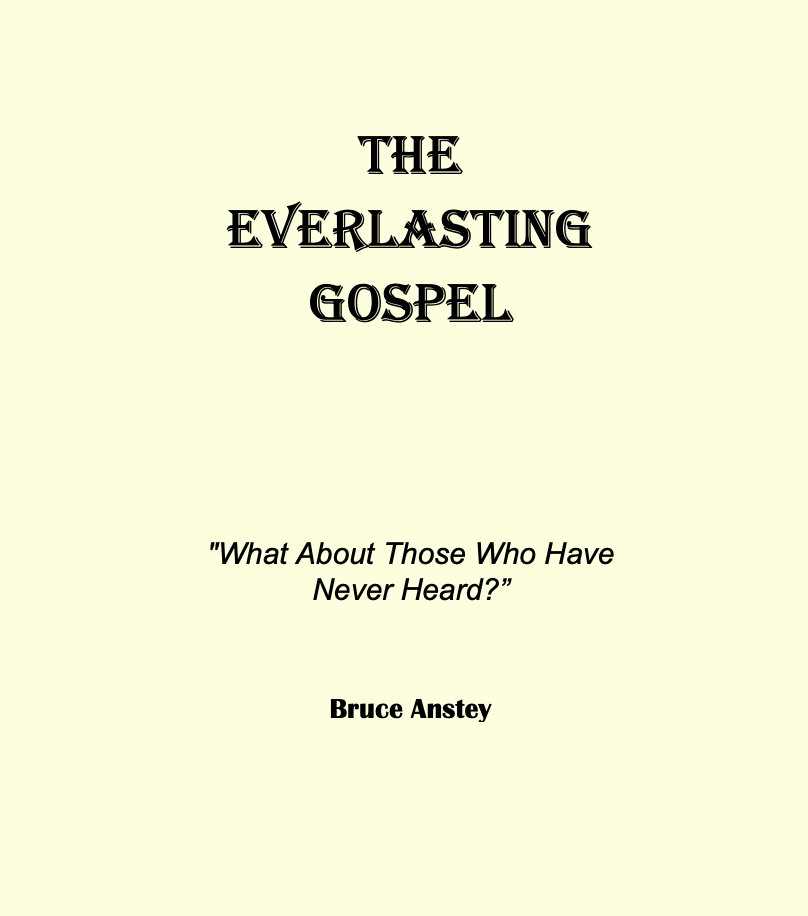 THE
EVERLASTING
GOSPEL
"What About Those Who Have
Never Heard?”
Bruce Anstey